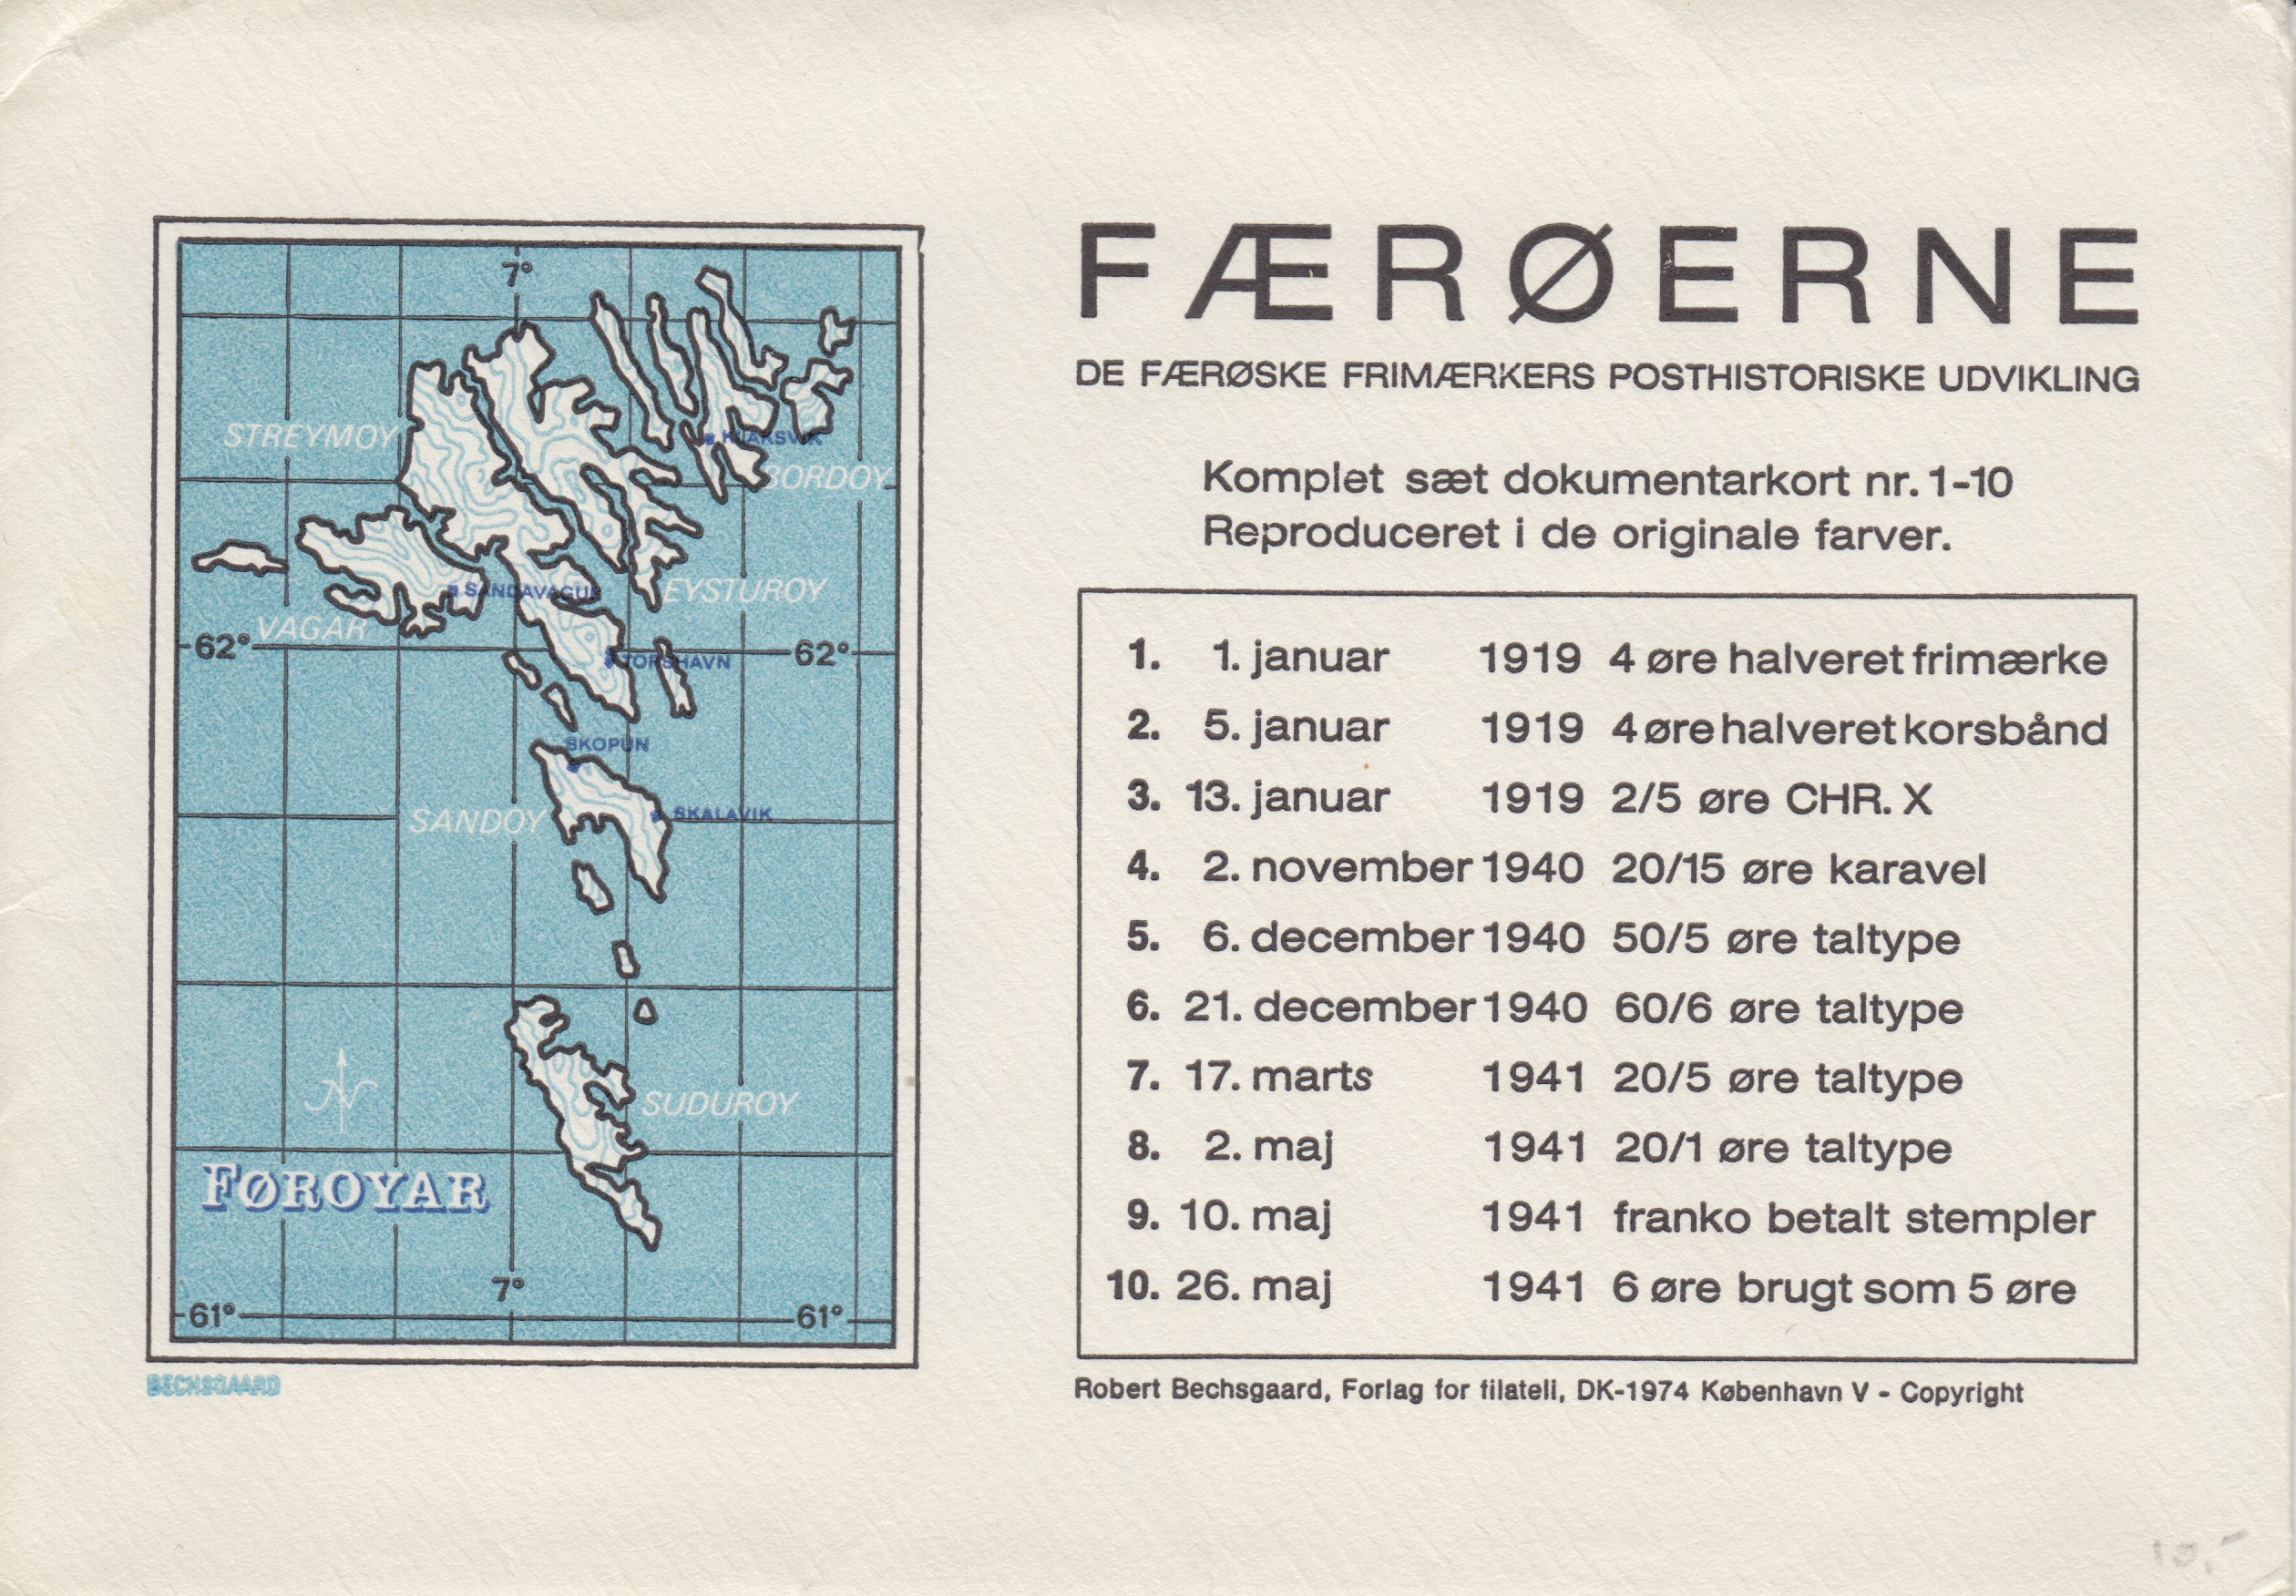 FÆRØERNE
DE FÆRØSKE FRIMÆRKERS POSTHISTORISKE UDVIKLING
Komplet sæt dokumentarkort nr. 1-10
Reproduceret i de originale farver.
1. 1. januar 1919 4 øre halveret frimærke
2. 5. januar 1919 4 øre halveret korsbånd
3. 13. januar 1919 2/5 øre CHR. X
4. 2. november 1940 20/15 øre karavel
5. 6. december 1940 50/5 øre taltype
6. 21. december 1940 60/6 øre taltype
7. 17. marts 1941 20/5 øre taltype
8. 2. maj 1941 20/1 øre taltype
9. 10. maj 1941 franko betalt stempler
10. 26. maj 1941 6 øre brugt som 5 øre
Robert Bechsgaard, Forlag for filateli, DK-1974 København V - Copyright
7°
STREYMOY
KLAKSVIK
BORDOY
SANDAVAGUR
EYSTUROY
VAGAR
62°
62°
TORSHAVN
SKOPUN
SANDOY
SKALAVIK
N
SUDUROY
FØROYAR
7°
61°
61°
BECHSGAARD
10,-